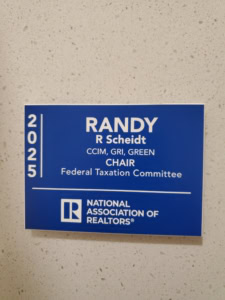 2025
RANDY
R Scheidt
CCIM, GRI, GREEN
CHAIR
Federal Taxation Committee
R
NATIONAL
ASSOCIATION OF
REALTORS®